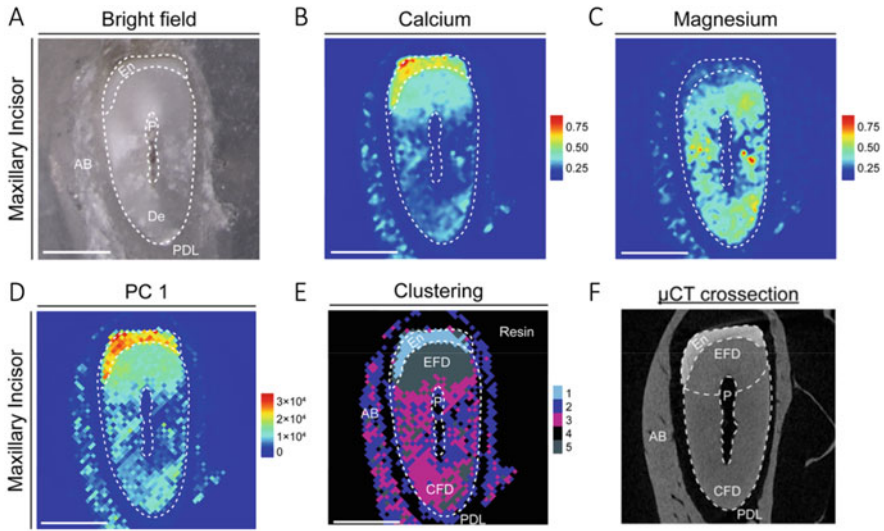 A Bright field
B Calcium
C Magnesium
Maxillary Incisor
En
P
AB
De
PDL
0.75
0.50
0.25
0.75
0.50
0.25
D PC 1
E Clustering
F µCT crossection
Maxillary Incisor
3×10⁴
2×10⁴
1×10⁴
0
Resin
En
EFD
P
AB
CFD
PDL
1
2
3
4
5
En
EFD
P
AB
CFD
PDL